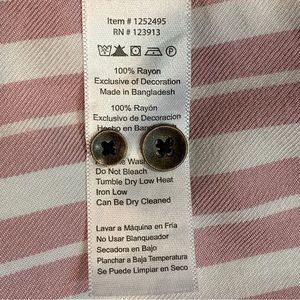 Item # 1252495
RN # 123913
100% Rayon
Exclusive of Decoration
Made in Bangladesh
100% Rayón
Exclusivo de Decoracion
Hecho en
Do Not Bleach
Tumble Dry Low Heat
Iron Low
Can Be Dry Cleaned
Lavar a Máquina en Fria
No Usar Blanqueador
Secadora en Bajo
Planchar a Baja Temperatura
Se Puede Limpiar en Seco